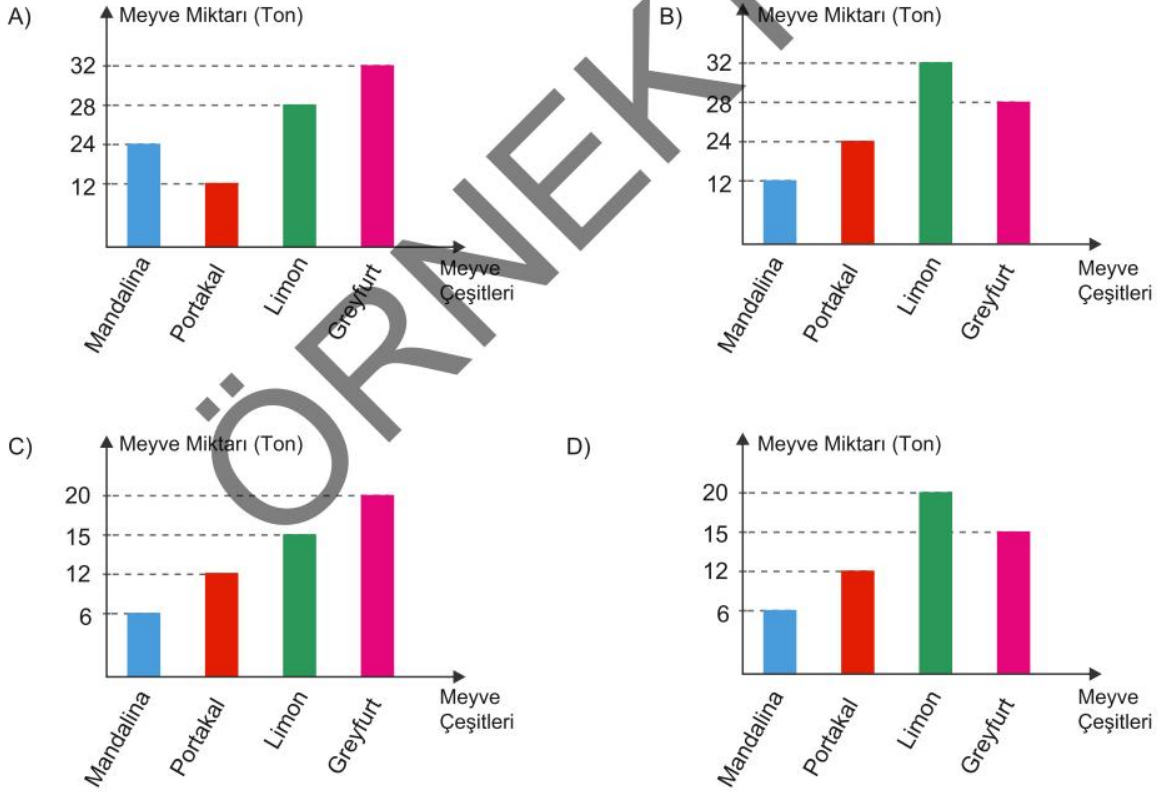 A)
Meyve Miktarı (Ton)
32
28
24
12
Mandalina
Portakal
Limon
Greyfurt
Meyve
Çeşitleri
B)
Meyve Miktarı (Ton)
32
28
24
12
Mandalina
Portakal
Limon
Greyfurt
Meyve
Çeşitleri
C)
Meyve Miktarı (Ton)
20
15
12
6
Mandalina
Portakal
Limon
Greyfurt
Meyve
Çeşitleri
D)
Meyve Miktarı (Ton)
20
15
12
6
Mandalina
Portakal
Limon
Greyfurt
Meyve
Çeşitleri
ÖRNEK